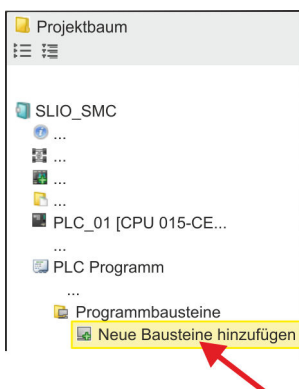 Projektbaum
SLIO_SMC
...
...
...
...
PLC_01 [CPU 015-CE...
...
PLC Programm
...
Programmbausteine
Neue Bausteine hinzufügen